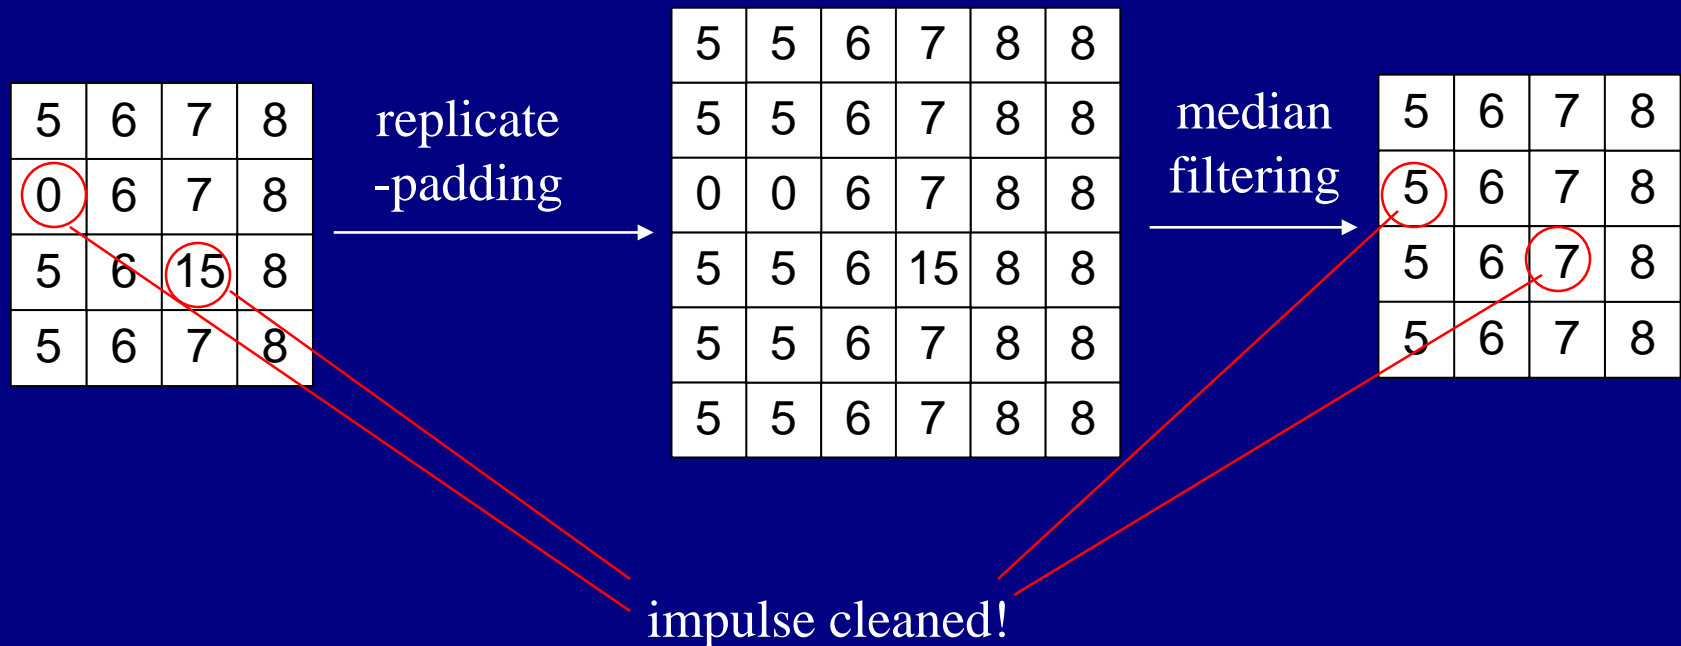 5 6 7 8
0 6 7 8
5 6 15 8
5 6 7 8
replicate
-padding
5 5 6 7 8 8
5 5 6 7 8 8
0 0 6 7 8 8
5 5 6 15 8 8
5 5 6 7 8 8
5 5 6 7 8 8
median
filtering
5 6 7 8
5 6 7 8
5 6 7 8
5 6 7 8
impulse cleaned!